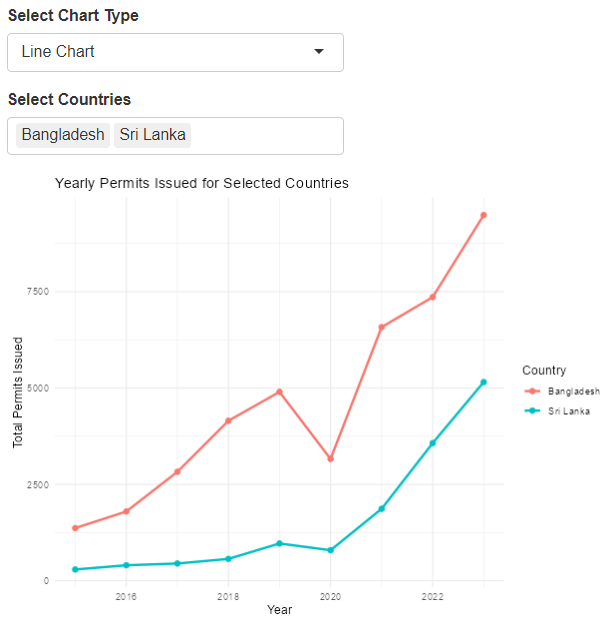 Select Chart Type
Line Chart
Select Countries
Bangladesh Sri Lanka
Yearly Permits Issued for Selected Countries
7500
5000
2500
0
Total Permits Issued
2016 2018 2020 2022
Year
Country
Bangladesh
Sri Lanka